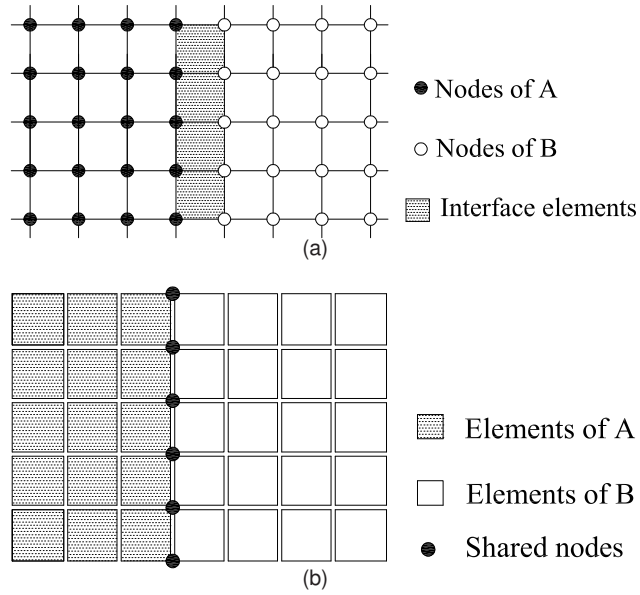 Nodes of A
Nodes of B
Interface elements
(a)
Elements of A
Elements of B
Shared nodes
(b)